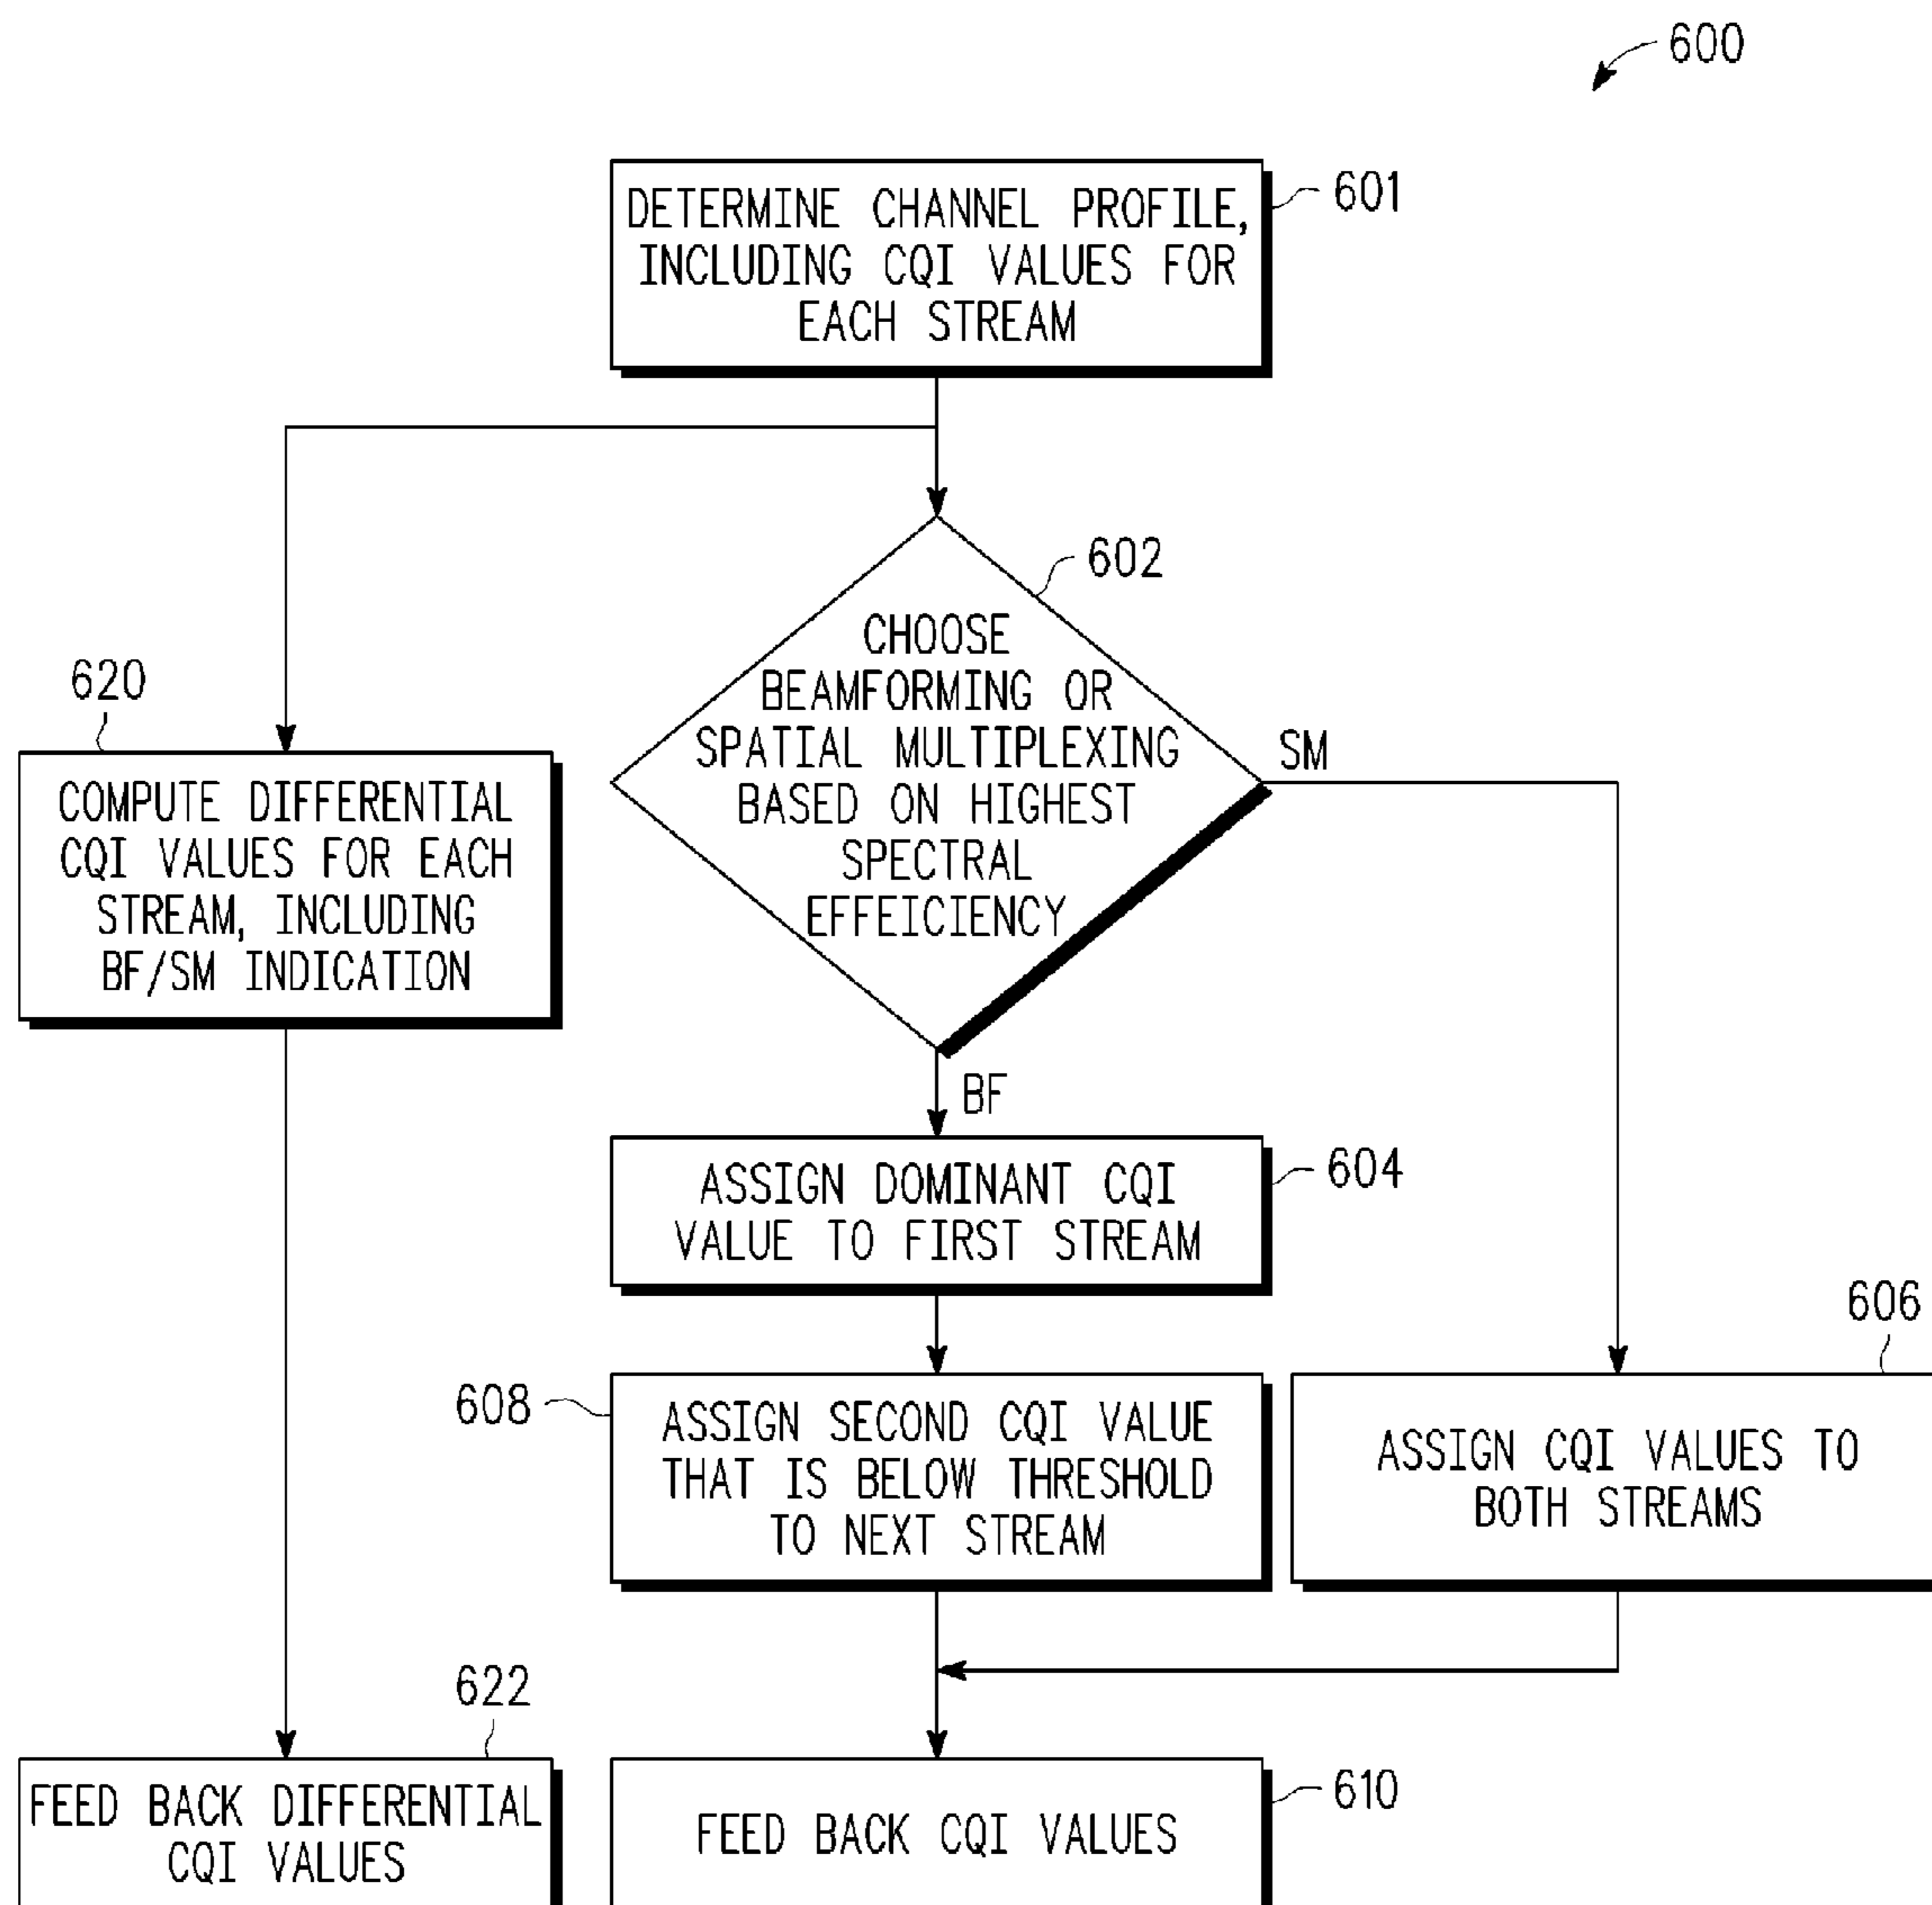 600
DETERMINE CHANNEL PROFILE,
INCLUDING CQI VALUES FOR
EACH STREAM
601
602
CHOOSE
BEAMFORMING OR
SPATIAL MULTIPLEXING
BASED ON HIGHEST
SPECTRAL
EFFEICIENCY
SM
BF
620
COMPUTE DIFFERENTIAL
CQI VALUES FOR EACH
STREAM, INCLUDING
BF/SM INDICATION
ASSIGN DOMINANT CQI
VALUE TO FIRST STREAM
604
608
ASSIGN SECOND CQI VALUE
THAT IS BELOW THRESHOLD
TO NEXT STREAM
606
ASSIGN CQI VALUES TO
BOTH STREAMS
622
FEED BACK DIFFERENTIAL
CQI VALUES
FEED BACK CQI VALUES
610